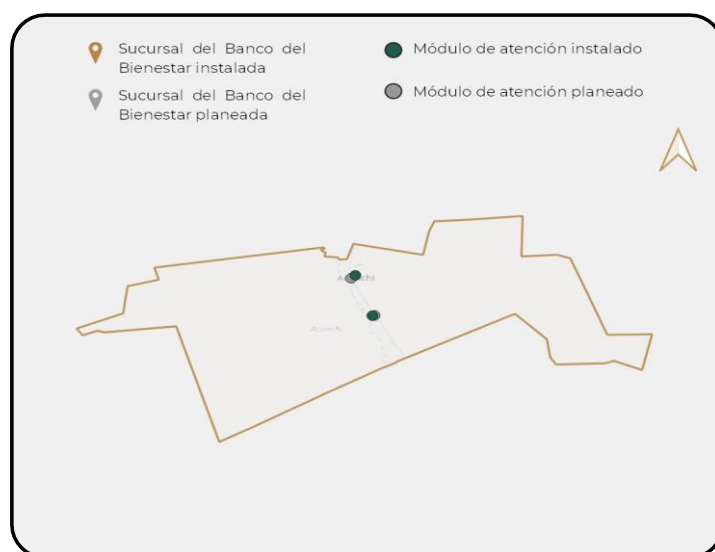 Sucursal del Banco del
Bienestar instalada
Sucursal del Banco del
Bienestar planeada
Módulo de atención instalado
Módulo de atención planeado
Aconchi